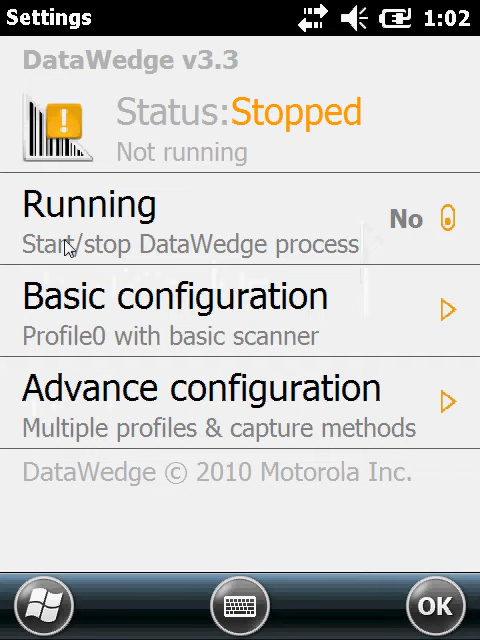 Settings 1:02
DataWedge v3.3
Status:Stopped
Not running
Running
No
Start/stop DataWedge process
Basic configuration
Profile0 with basic scanner
Advance configuration
Multiple profiles & capture methods
DataWedge © 2010 Motorola Inc.
OK